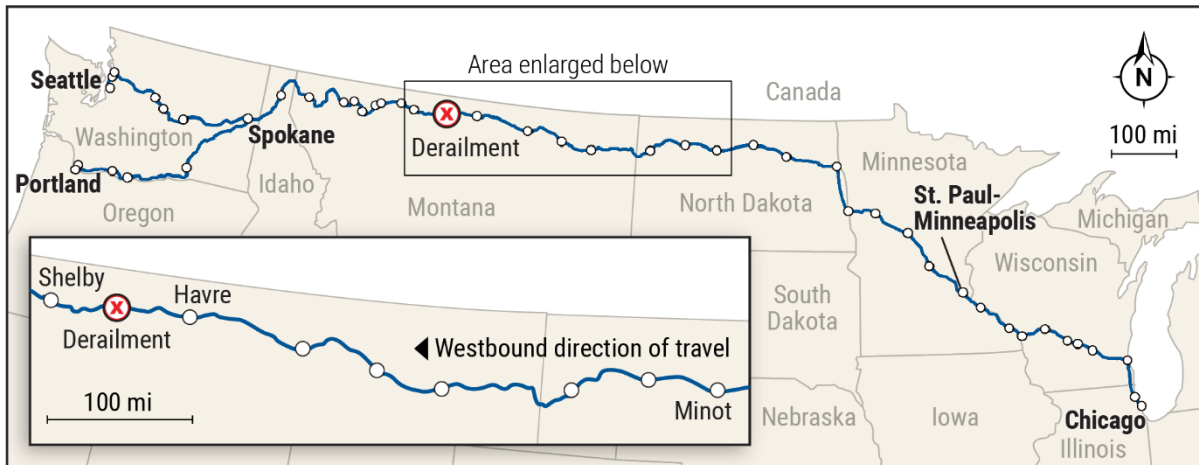 Area enlarged below
Canada
N
100 mi
Seattle
Washington
Spokane
Derailment
Minnesota
Portland
Idaho
Oregon
Montana
North Dakota
St. Paul-
Minneapolis
Michigan
Wisconsin
South
Dakota
Shelby
Havre
Derailment
Westbound direction of travel
100 mi
Minot
Nebraska
Iowa
Chicago
Illinois